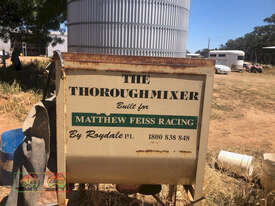 THE
THOROUGHMIXER
Built for
MATTHEW FEISS RACING
By Roydale P.L. 1800 838 848